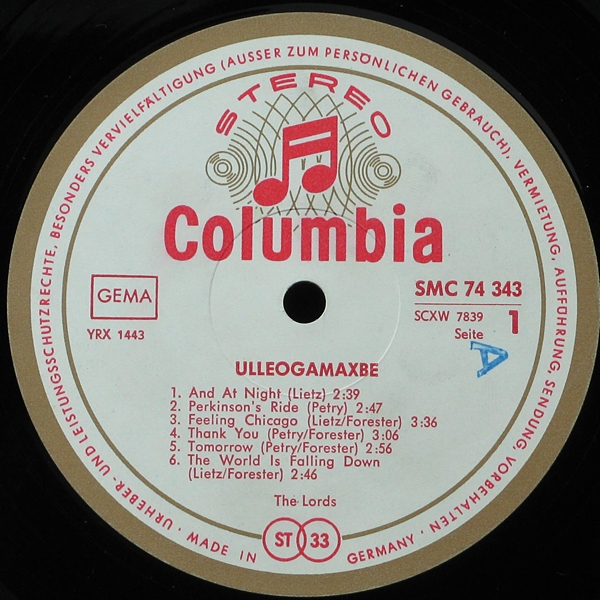 URHEBER- UND LEISTUNGSSCHUTZRECHTE, BESONDERS VERVIELFÄLTIGUNG (AUSSER ZUM PERSÖNLICHEN GEBRAUCH), VERMIETUNG, AUFFÜHRUNG, SENDUNG, VORBEHALTEN ·
STEREO
Columbia
GEMA
SMC 74 343
YRX 1443
SCXW 7839
Seite 1
A
ULLEOGAMAXBE
1. And At Night (Lietz) 2:39
2. Perkinson's Ride (Petry) 2:47
3. Feeling Chicago (Lietz/Forester) 3:36
4. Thank You (Petry/Forester) 3:06
5. Tomorrow (Petry/Forester) 2:56
6. The World Is Falling Down
(Lietz/Forester) 2:46
The Lords
· MADE IN ST 33 GERMANY ·